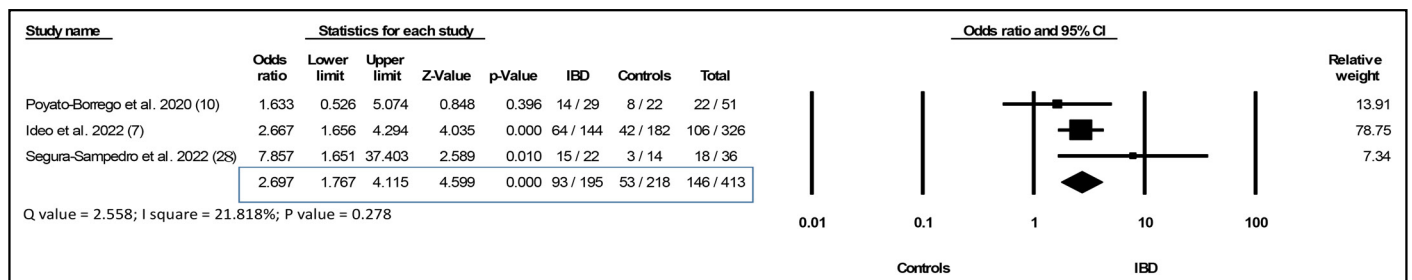 Study name Statistics for each study Odds ratio and 95% CI
Odds ratio Lower limit Upper limit Z-Value p-Value IBD Controls Total Relative weight
Poyato-Borrego et al. 2020 (10) 1.633 0.526 5.074 0.848 0.396 14 / 29 8 / 22 22 / 51 13.91
Ideo et al. 2022 (7) 2.667 1.656 4.294 4.035 0.000 64 / 144 42 / 182 106 / 326 78.75
Segura-Sampedro et al. 2022 (28) 7.857 1.651 37.403 2.589 0.010 15 / 22 3 / 14 18 / 36 7.34
2.697 1.767 4.115 4.599 0.000 93 / 195 53 / 218 146 / 413
Q value = 2.558; I square = 21.818%; P value = 0.278
0.01 0.1 1 10 100
Controls IBD